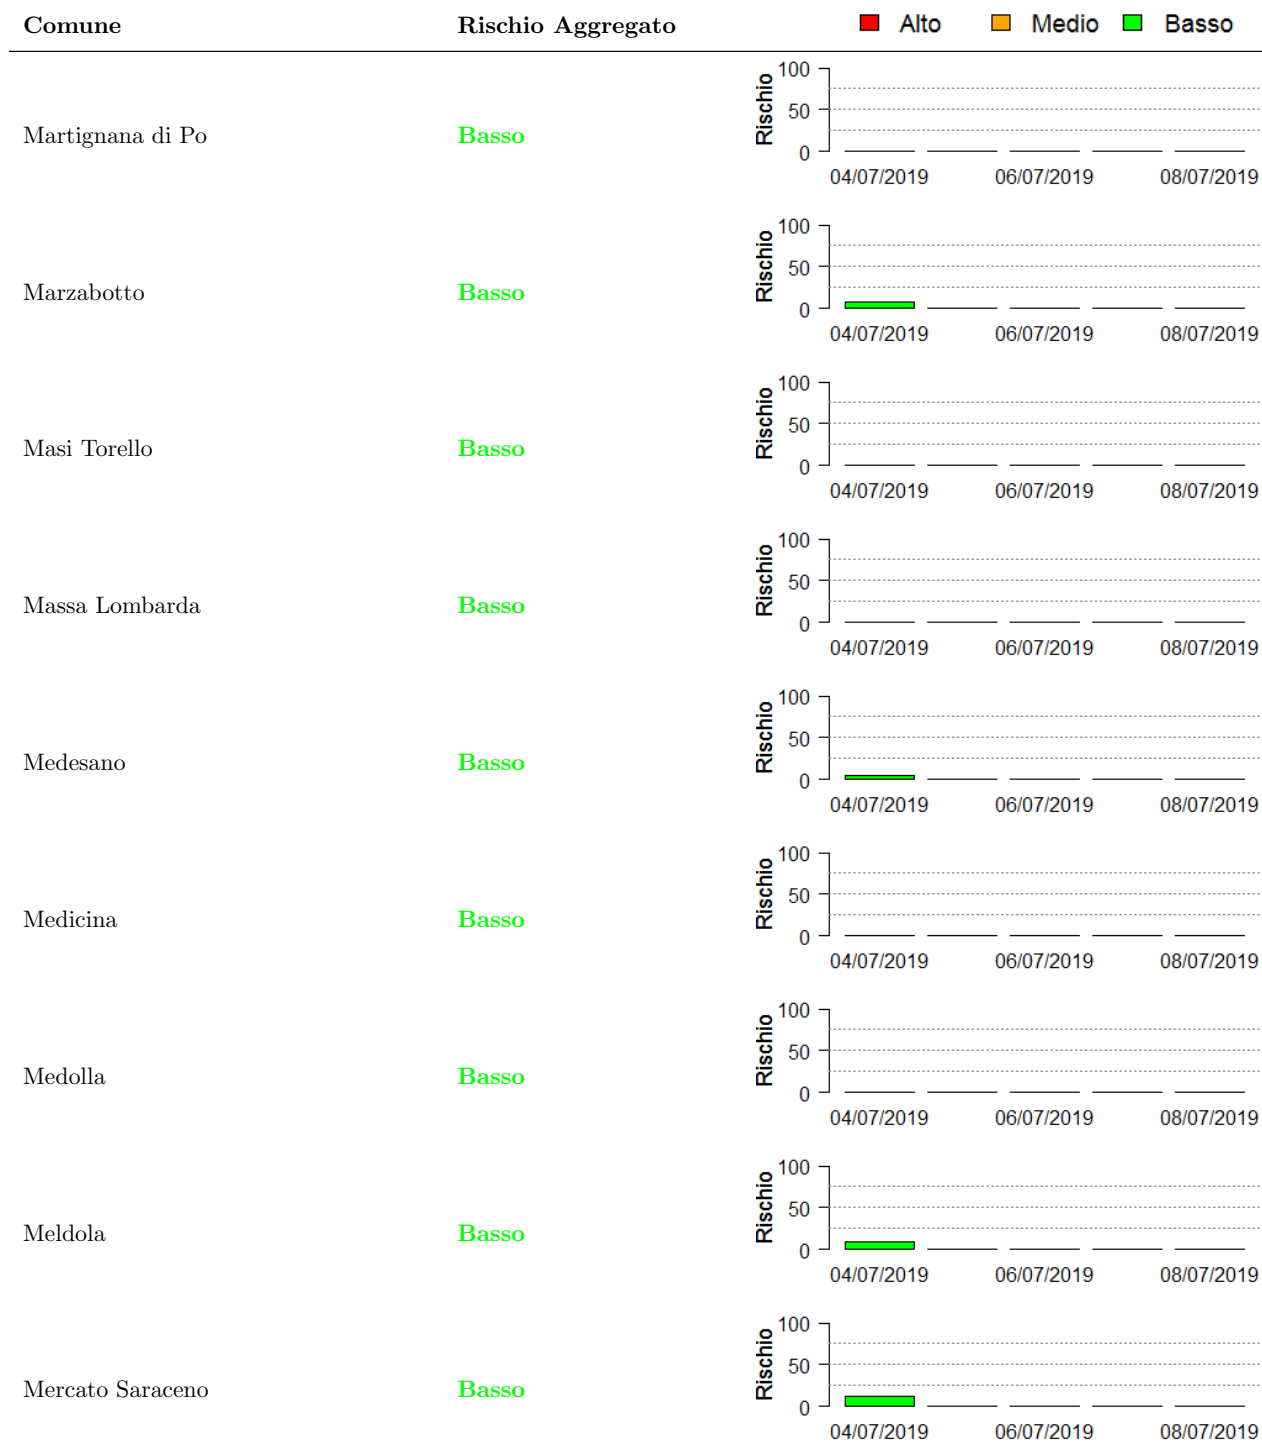 Comune Rischio Aggregato Alto Medio Basso
100
50
0
Rischio
Martignana di Po Basso
04/07/2019 06/07/2019 08/07/2019
100
50
0
Rischio
Marzabotto Basso
04/07/2019 06/07/2019 08/07/2019
100
50
0
Rischio
Masi Torello Basso
04/07/2019 06/07/2019 08/07/2019
100
50
0
Rischio
Massa Lombarda Basso
04/07/2019 06/07/2019 08/07/2019
100
50
0
Rischio
Medesano Basso
04/07/2019 06/07/2019 08/07/2019
100
50
0
Rischio
Medicina Basso
04/07/2019 06/07/2019 08/07/2019
100
50
0
Rischio
Medolla Basso
04/07/2019 06/07/2019 08/07/2019
100
50
0
Rischio
Meldola Basso
04/07/2019 06/07/2019 08/07/2019
100
50
0
Rischio
Mercato Saraceno Basso
04/07/2019 06/07/2019 08/07/2019